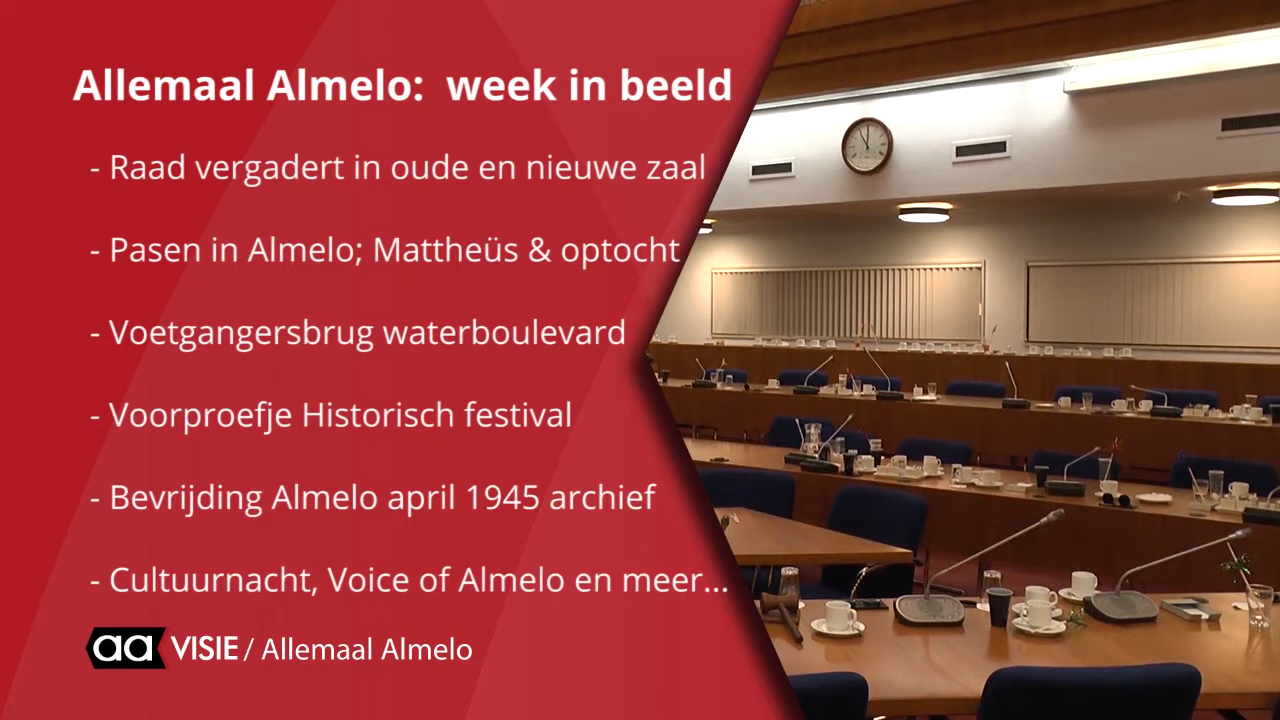 Allemaal Almelo: week in beeld
- Raad vergadert in oude en nieuwe zaal
- Pasen in Almelo; Mattheüs & optocht
- Voetgangersbrug waterboulevard
- Voorproefje Historisch festival
- Bevrijding Almelo april 1945 archief
- Cultuurnacht, Voice of Almelo en meer...
aa VISIE / Allemaal Almelo